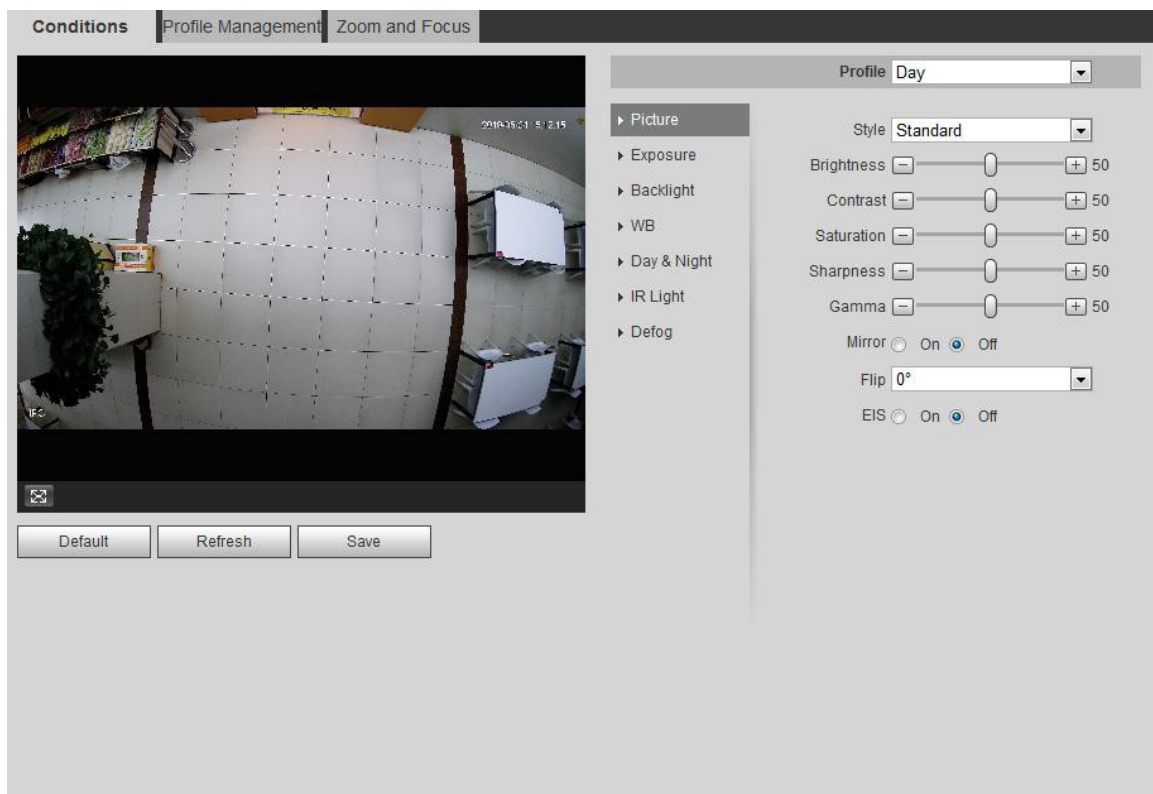 Conditions
Profile Management
Zoom and Focus
Profile Day
Picture
Exposure
Backlight
WB
Day & Night
IR Light
Defog
Style Standard
Brightness 50
Contrast 50
Saturation 50
Sharpness 50
Gamma 50
Mirror On Off
Flip 0°
EIS On Off
IPC
Default
Refresh
Save